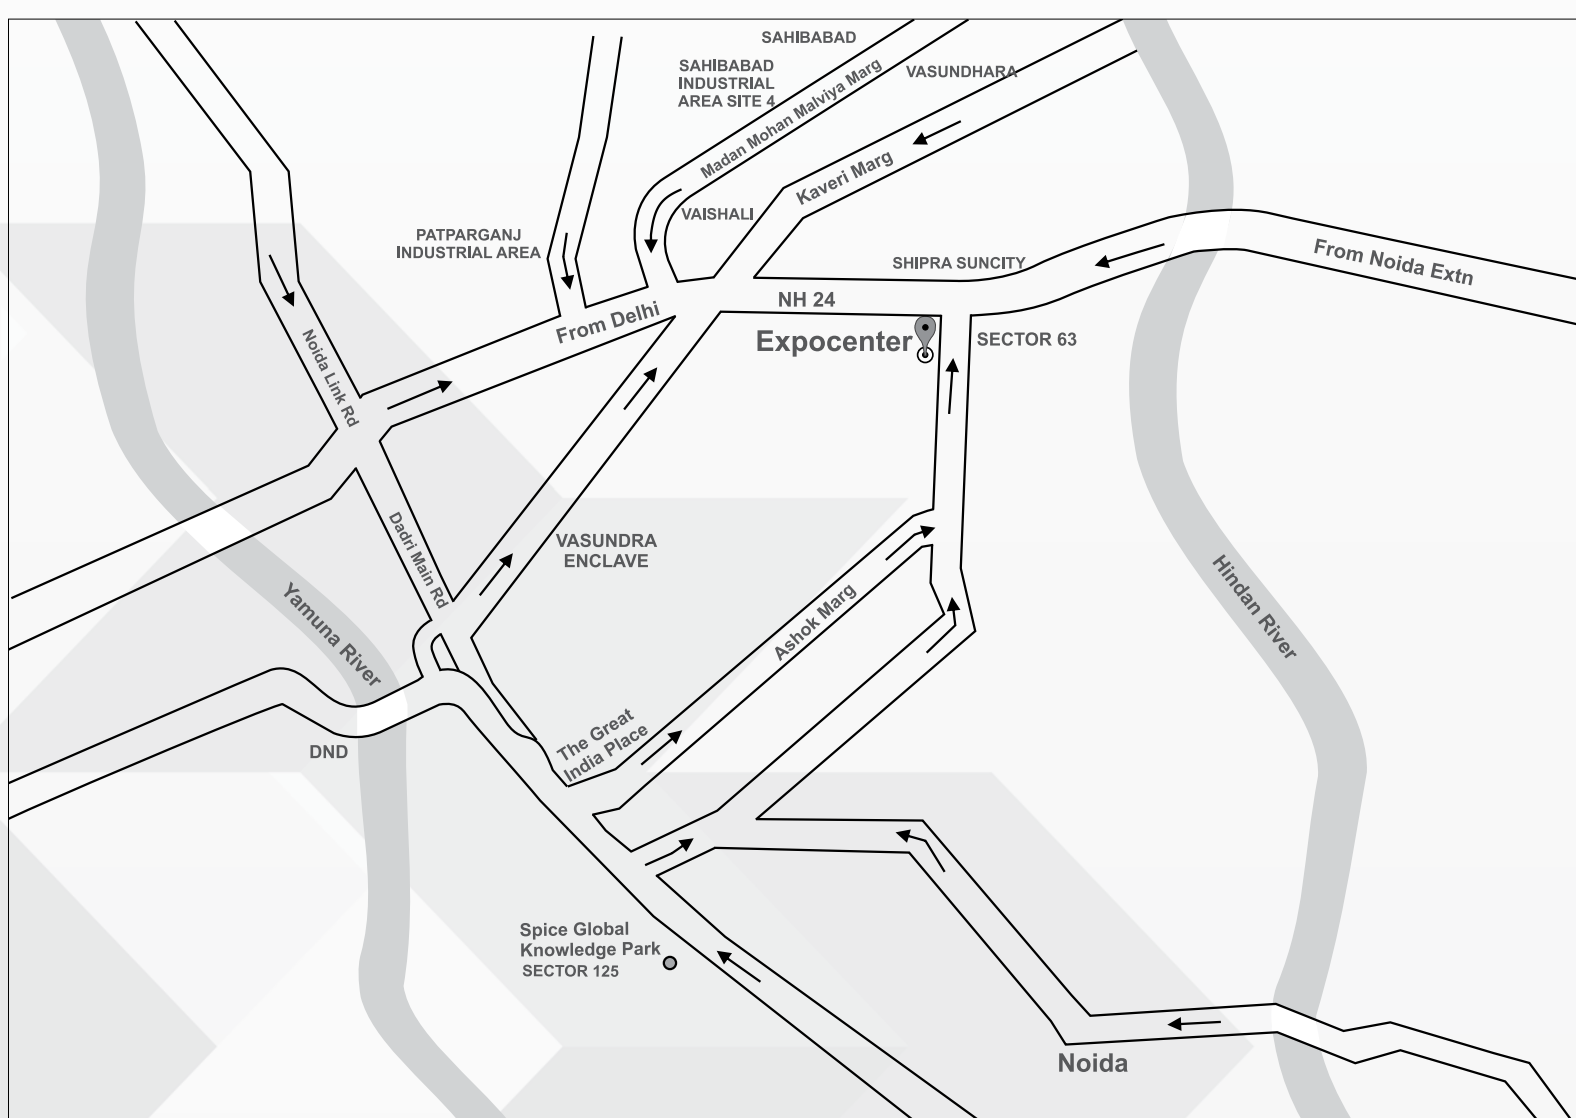 SAHIBABAD
SAHIBABAD
INDUSTRIAL
AREA SITE 4
Madan Mohan Malviya Marg
VASUNDHARA
Kaveri Marg
VAISHALI
PATPARGANJ
INDUSTRIAL AREA
SHIPRA SUNCITY
From Noida Extn
NH 24
From Delhi
Expocenter
SECTOR 63
Noida Link Rd
Dadri Main Rd
VASUNDRA
ENCLAVE
Yamuna River
Hindan River
Ashok Marg
The Great
India Place
DND
Spice Global
Knowledge Park
SECTOR 125
Noida